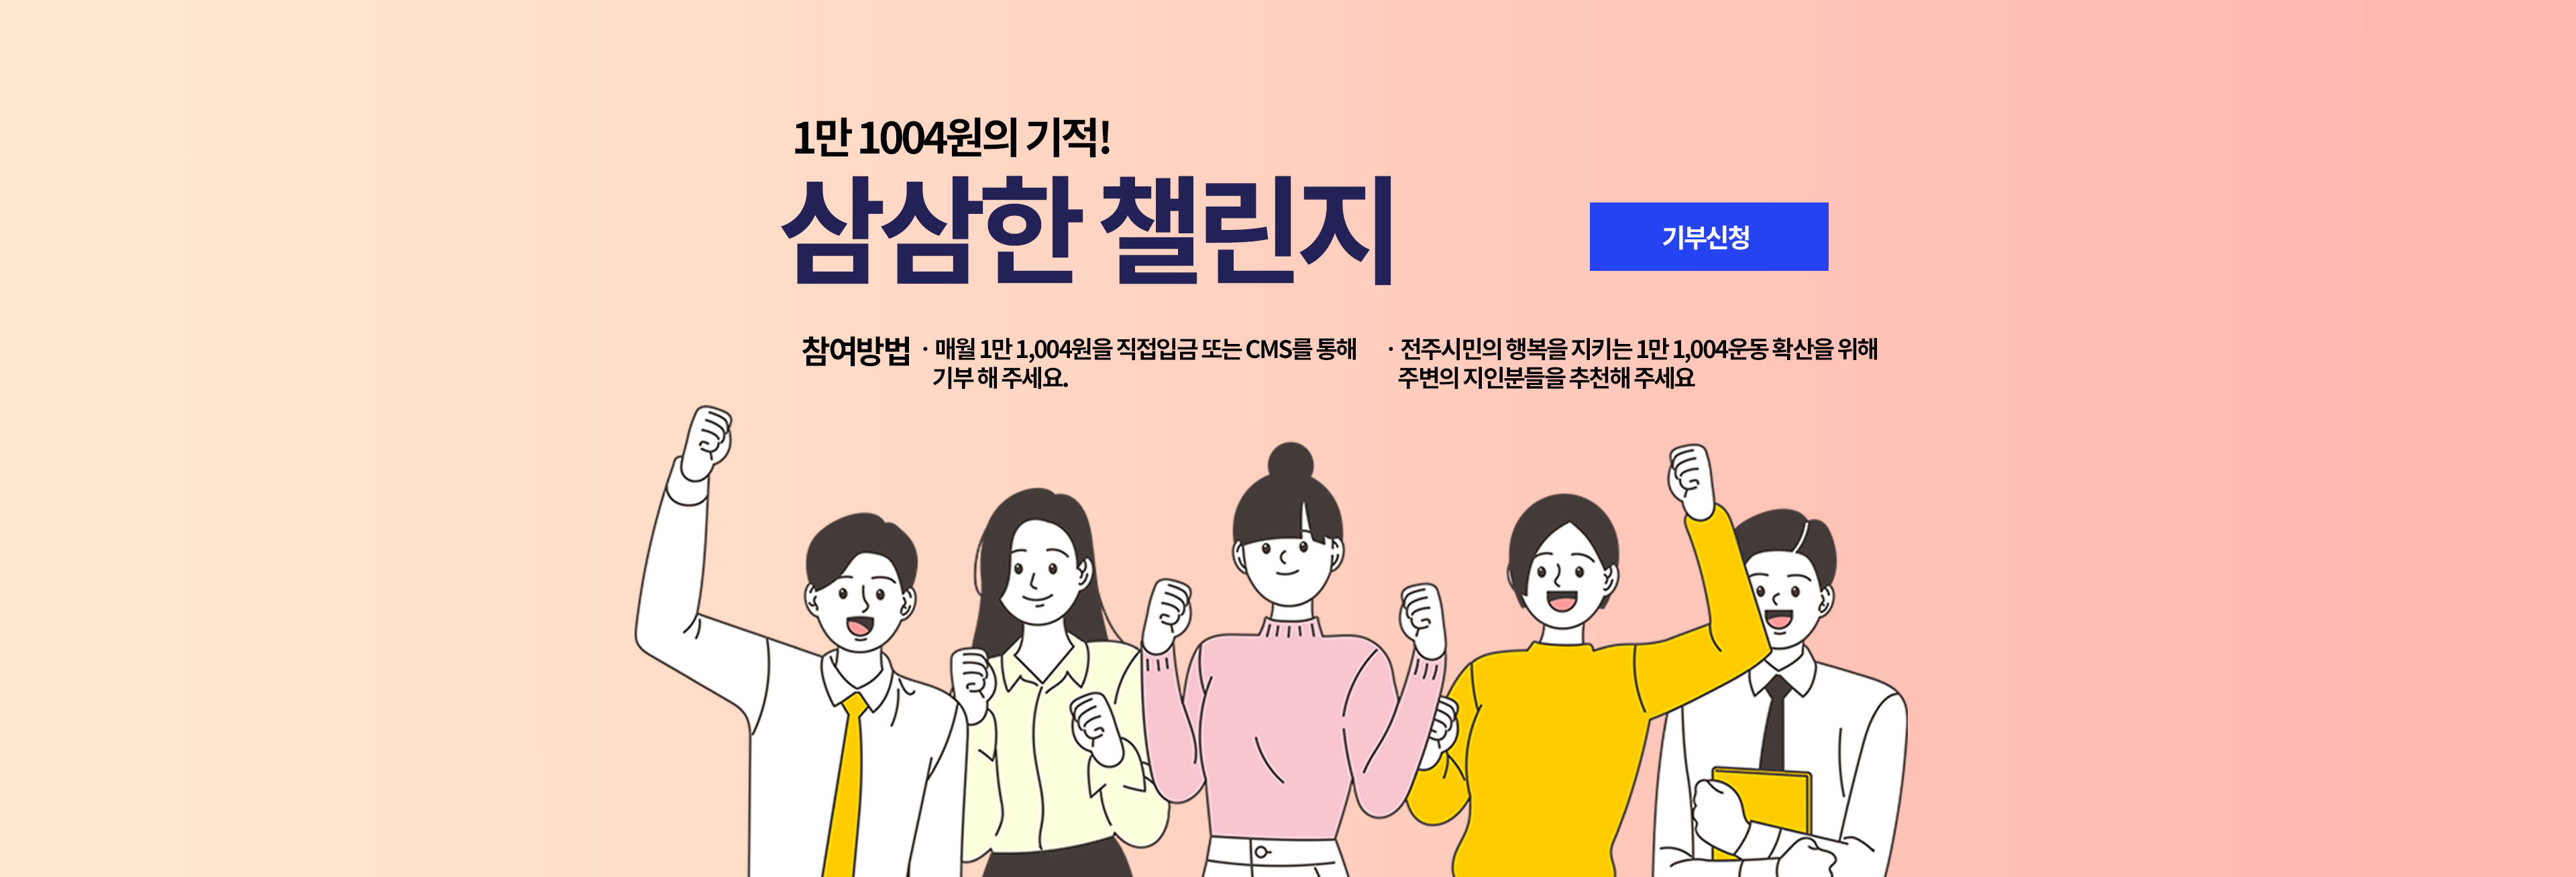 1만 1004원의 기적!
삼삼한 챌린지
기부신청
참여방법
· 매월 1만 1,004원을 직접입금 또는 CMS를 통해
기부 해 주세요.
· 전주시민의 행복을 지키는 1만 1,004운동 확산을 위해
주변의 지인분들을 추천해 주세요